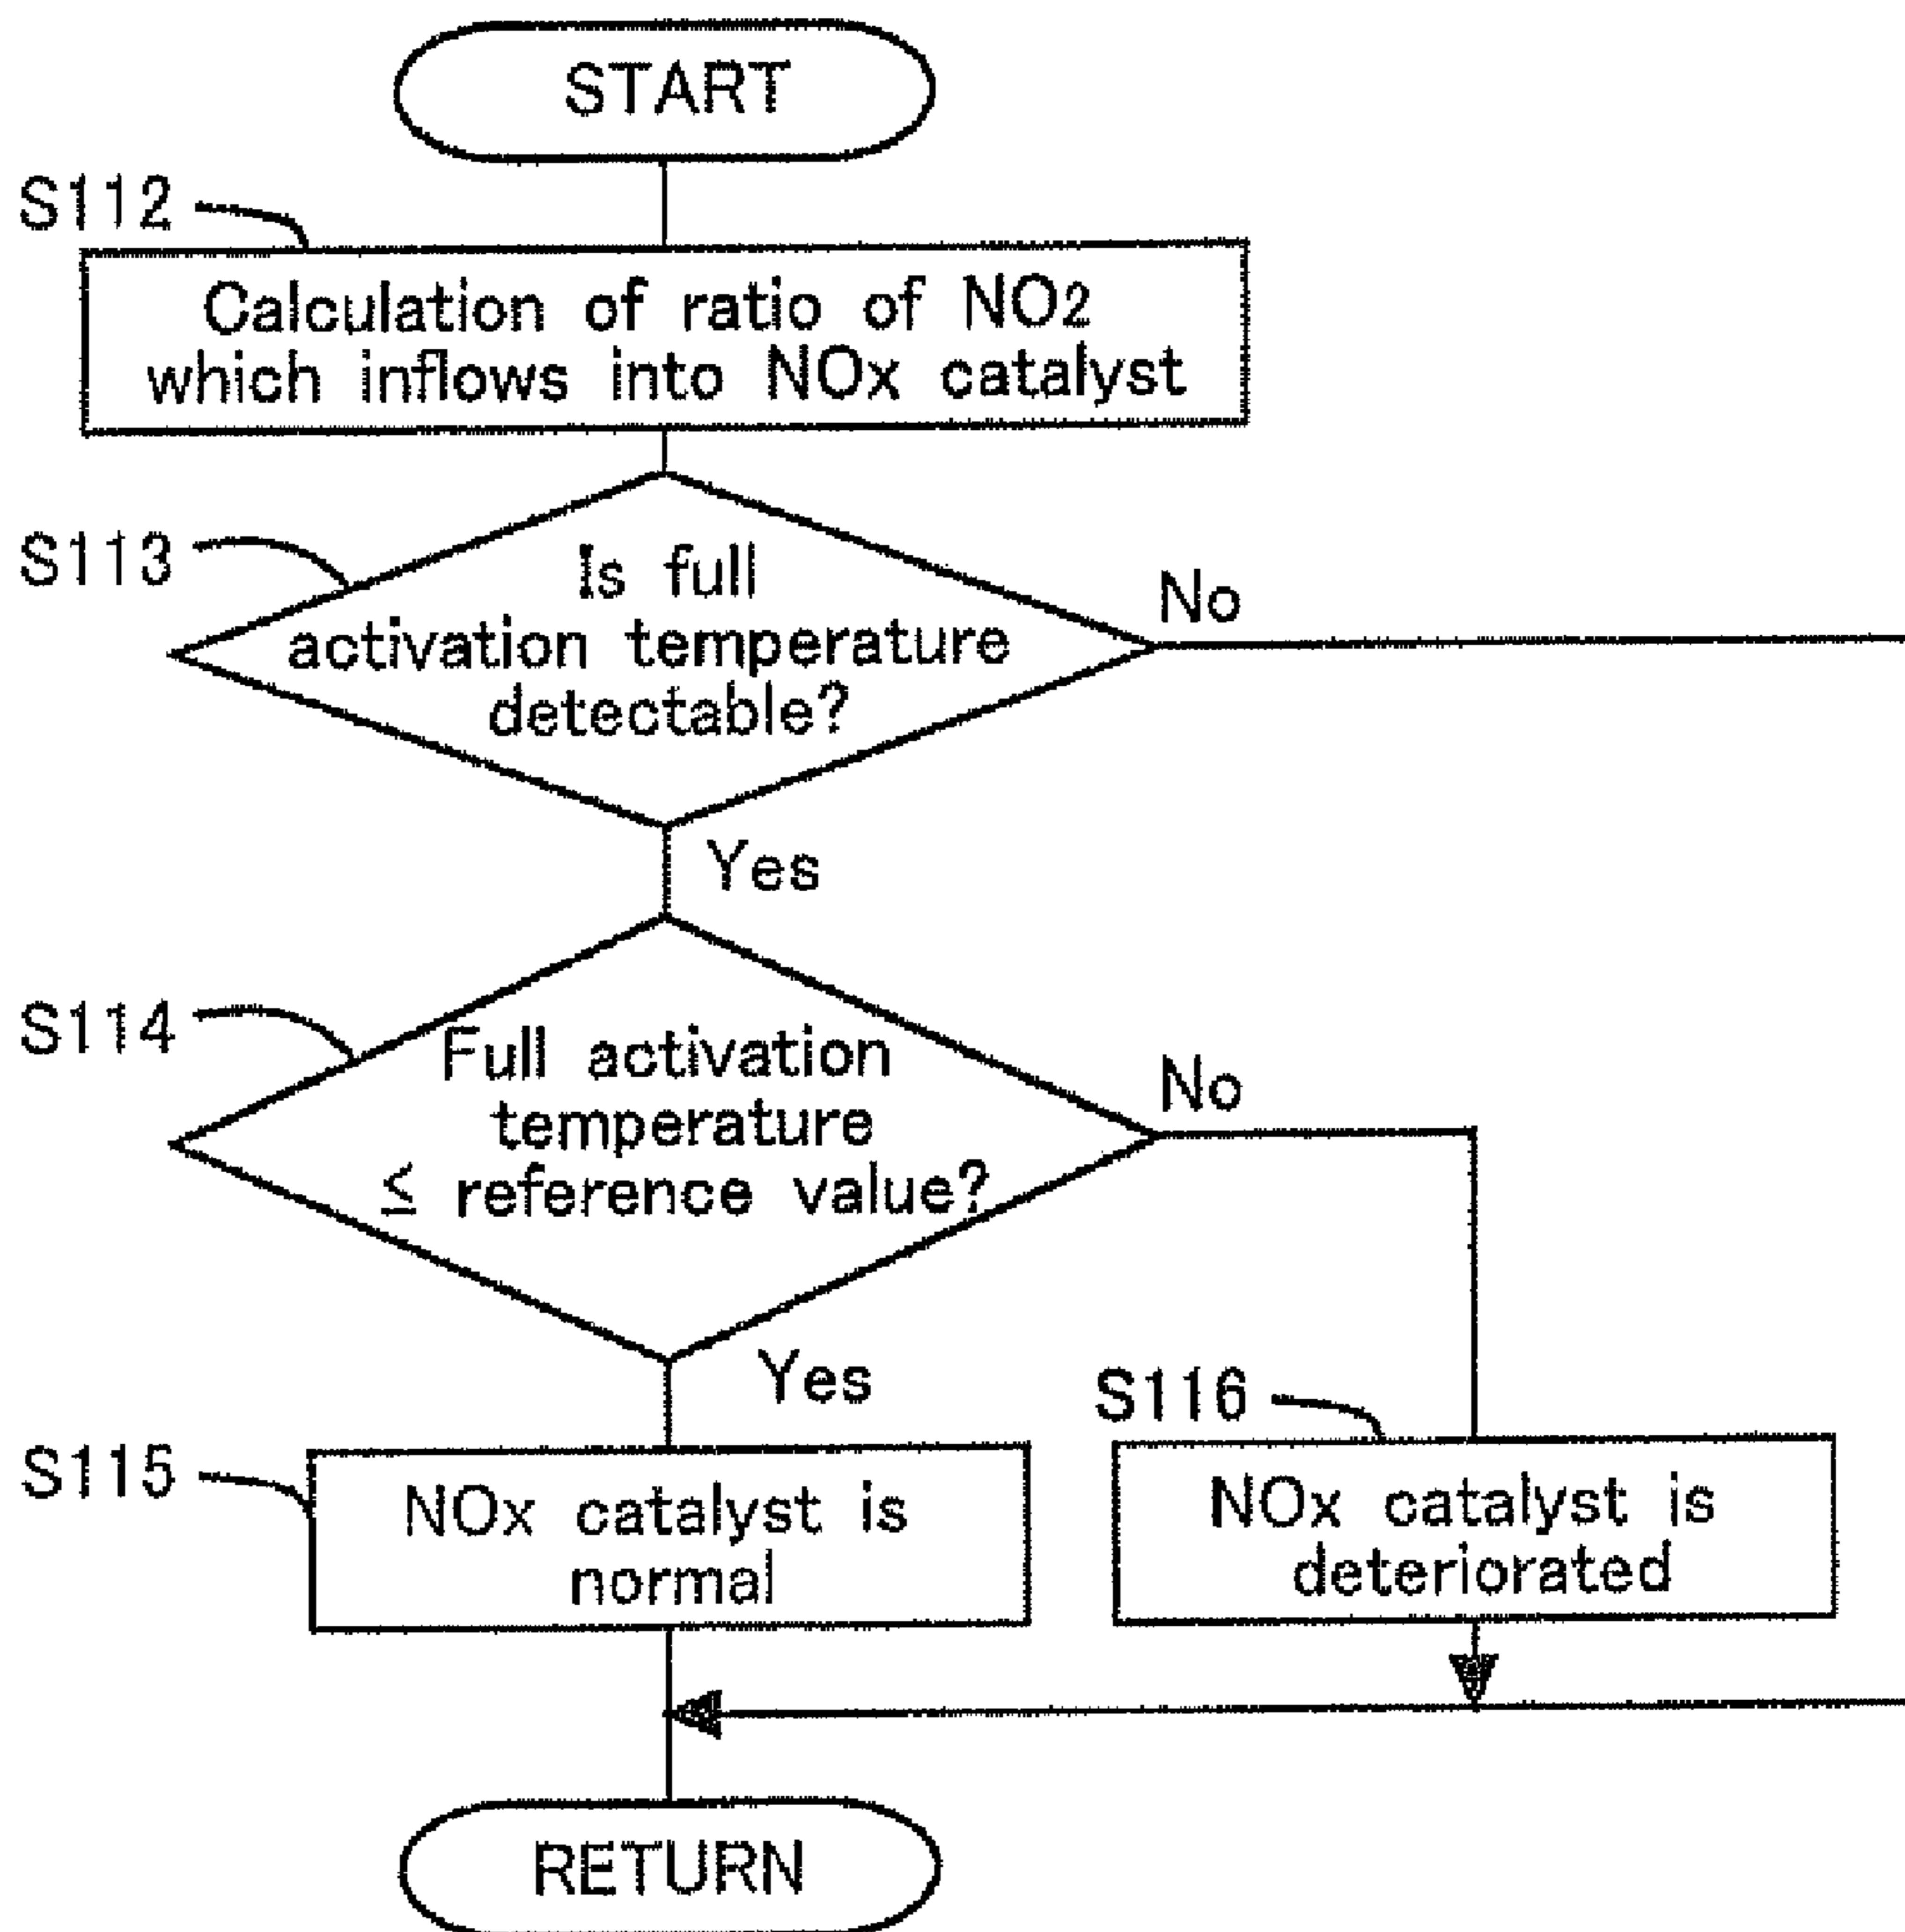 START
S112
Calculation of ratio of NO2
which inflows into NOx catalyst
S113
Is full
activation temperature
detectable?
No
Yes
S114
Full activation
temperature
≤ reference value?
No
Yes
S115
NOx catalyst is
normal
S116
NOx catalyst is
deteriorated
RETURN